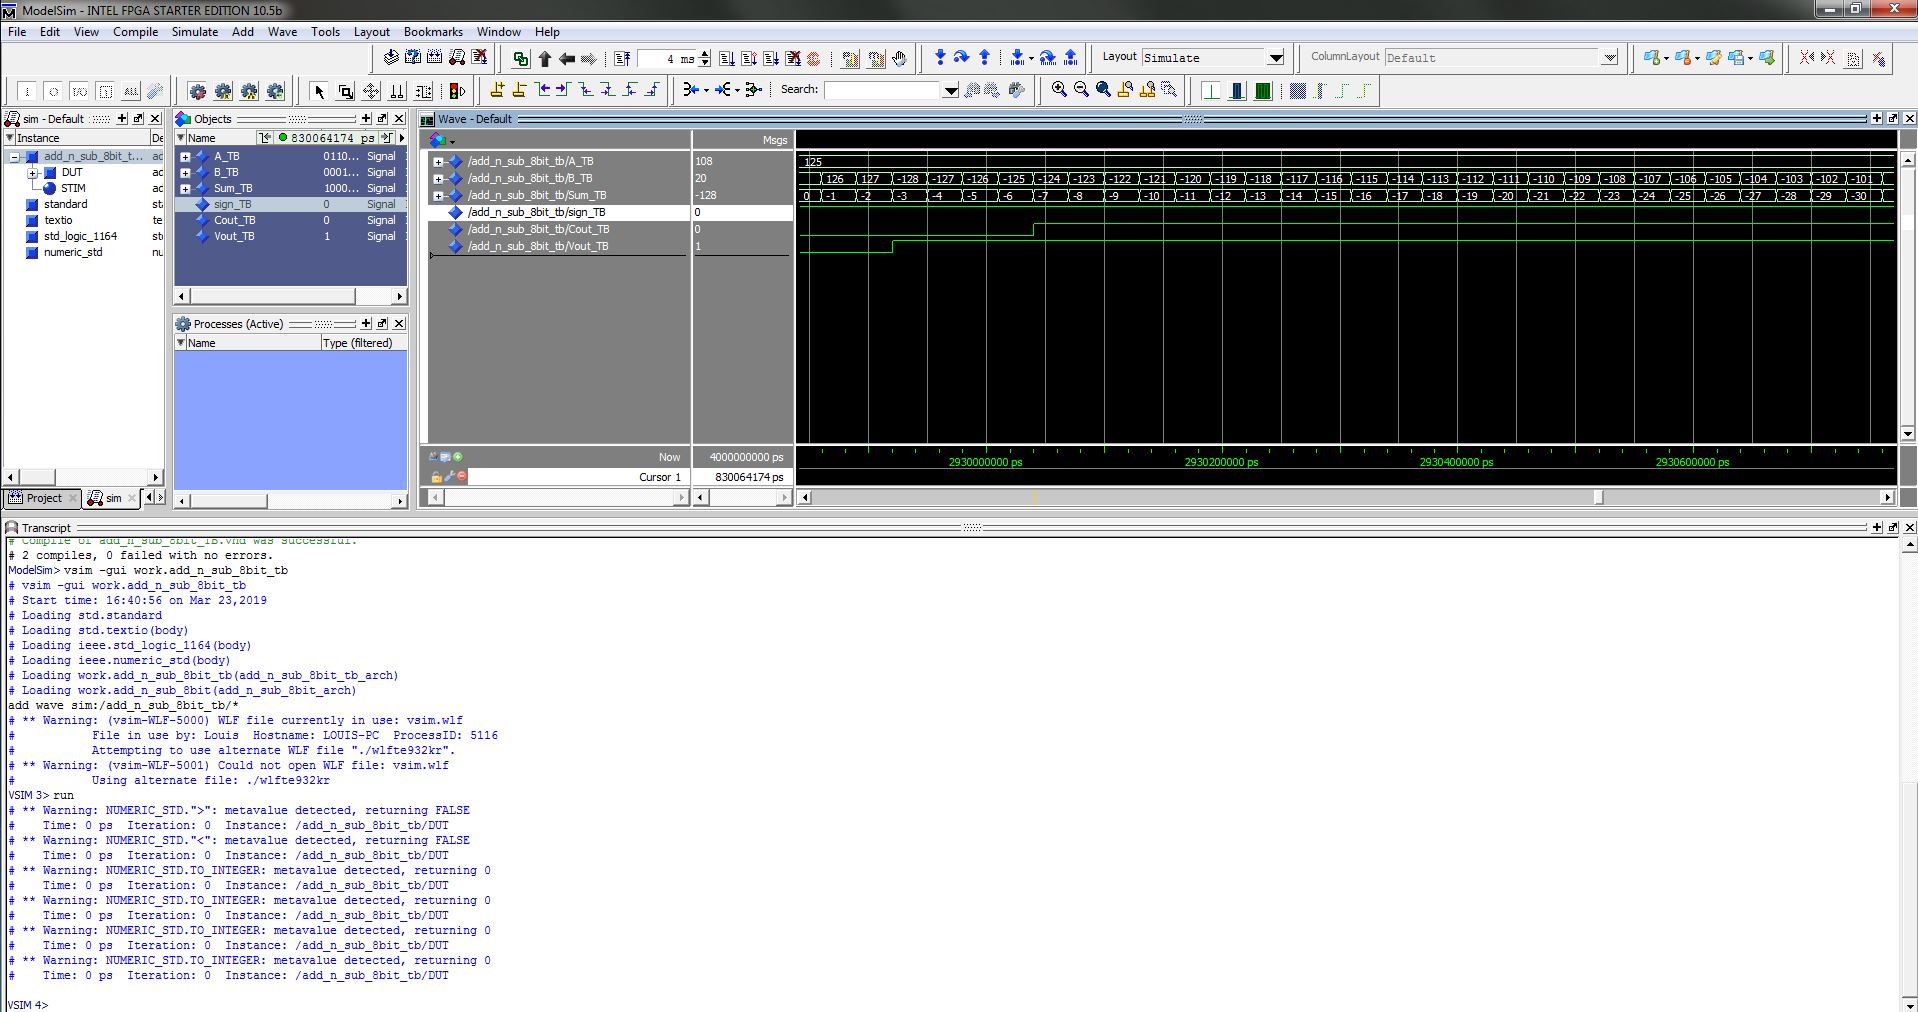 ModelSim - INTEL FPGA STARTER EDITION 10.5b
File Edit View Compile Simulate Add Wave Tools Layout Bookmarks Window Help
4 ms Layout Simulate ColumnLayout Default
ALL Search:
sim - Default
Instance De
add_n_sub_8bit_t... ad
DUT ad
STIM ad
standard sta
textio te
std_logic_1164 st
numeric_std nu
Project sim
Objects
Name 830064174 ps
A_TB 0110... Signal
B_TB 0001... Signal
Sum_TB 1000... Signal
sign_TB 0 Signal
Cout_TB 0 Signal
Vout_TB 1 Signal
Processes (Active)
Name Type (filtered)
Wave - Default
Msgs
/add_n_sub_8bit_tb/A_TB 108 125
/add_n_sub_8bit_tb/B_TB 20 126 127 -128 -127 -126 -125 -124 -123 -122 -121 -120 -119 -118 -117 -116 -115 -114 -113 -112 -111 -110 -109 -108 -107 -106 -105 -104 -103 -102 -101
/add_n_sub_8bit_tb/Sum_TB -128 0 -1 -2 -3 -4 -5 -6 -7 -8 -9 -10 -11 -12 -13 -14 -15 -16 -17 -18 -19 -20 -21 -22 -23 -24 -25 -26 -27 -28 -29 -30
/add_n_sub_8bit_tb/sign_TB 0
/add_n_sub_8bit_tb/Cout_TB 0
/add_n_sub_8bit_tb/Vout_TB 1
Now 4000000000 ps 2930000000 ps 2930200000 ps 2930400000 ps 2930600000 ps
Cursor 1 830064174 ps
Transcript
# Compile of add_n_sub_8bit_TB.vhd was successful.
# 2 compiles, 0 failed with no errors.
ModelSim> vsim -gui work.add_n_sub_8bit_tb
# vsim -gui work.add_n_sub_8bit_tb
# Start time: 16:40:56 on Mar 23,2019
# Loading std.standard
# Loading std.textio(body)
# Loading ieee.std_logic_1164(body)
# Loading ieee.numeric_std(body)
# Loading work.add_n_sub_8bit_tb(add_n_sub_8bit_tb_arch)
# Loading work.add_n_sub_8bit(add_n_sub_8bit_arch)
add wave sim:/add_n_sub_8bit_tb/*
# ** Warning: (vsim-WLF-5000) WLF file currently in use: vsim.wlf
# File in use by: Louis Hostname: LOUIS-PC ProcessID: 5116
# Attempting to use alternate WLF file "./wlfte932kr".
# ** Warning: (vsim-WLF-5001) Could not open WLF file: vsim.wlf
# Using alternate file: ./wlfte932kr
VSIM 3> run
# ** Warning: NUMERIC_STD.">": metavalue detected, returning FALSE
# Time: 0 ps Iteration: 0 Instance: /add_n_sub_8bit_tb/DUT
# ** Warning: NUMERIC_STD."<": metavalue detected, returning FALSE
# Time: 0 ps Iteration: 0 Instance: /add_n_sub_8bit_tb/DUT
# ** Warning: NUMERIC_STD.TO_INTEGER: metavalue detected, returning 0
# Time: 0 ps Iteration: 0 Instance: /add_n_sub_8bit_tb/DUT
# ** Warning: NUMERIC_STD.TO_INTEGER: metavalue detected, returning 0
# Time: 0 ps Iteration: 0 Instance: /add_n_sub_8bit_tb/DUT
# ** Warning: NUMERIC_STD.TO_INTEGER: metavalue detected, returning 0
# Time: 0 ps Iteration: 0 Instance: /add_n_sub_8bit_tb/DUT
# ** Warning: NUMERIC_STD.TO_INTEGER: metavalue detected, returning 0
# Time: 0 ps Iteration: 0 Instance: /add_n_sub_8bit_tb/DUT
VSIM 4>